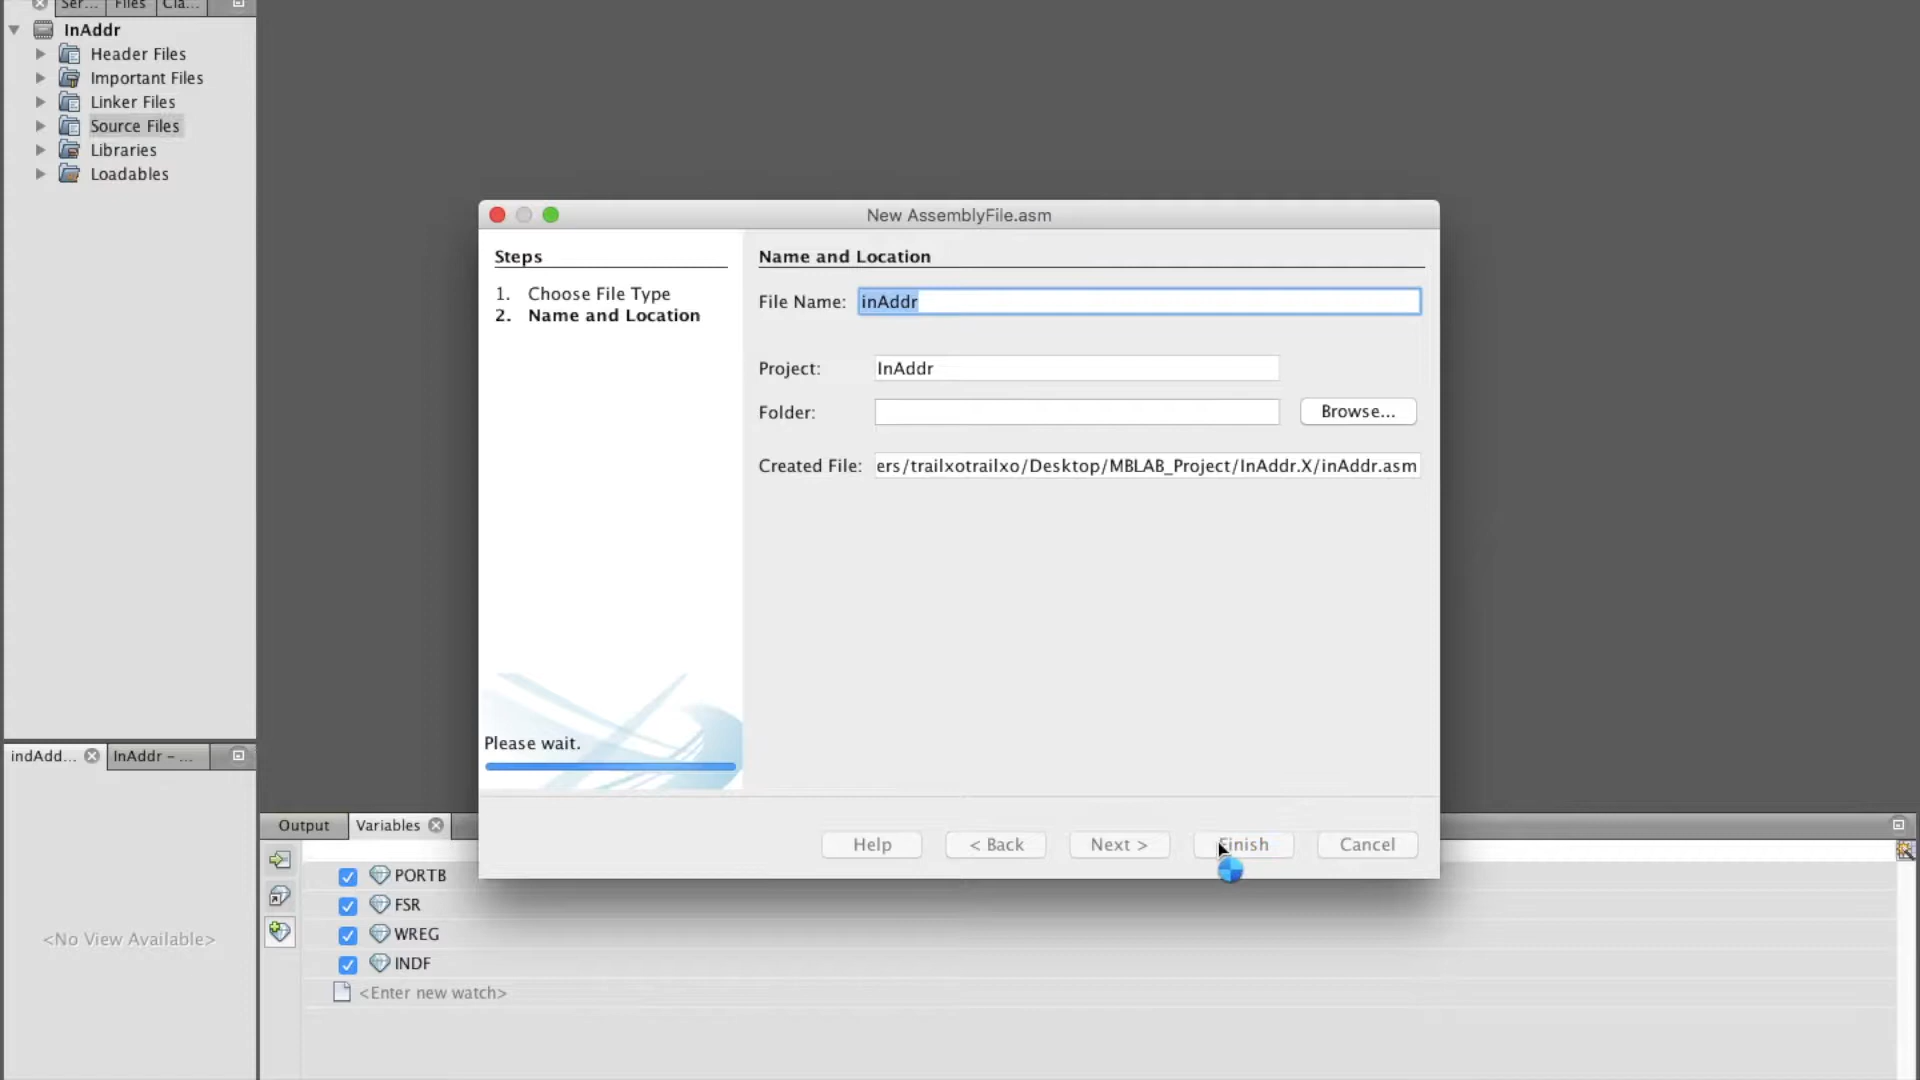 Ser... Files Cla...
InAddr
Header Files
Important Files
Linker Files
Source Files
Libraries
Loadables
New AssemblyFile.asm
Steps
1. Choose File Type
2. Name and Location
Please wait.
Name and Location
File Name: inAddr
Project: InAddr
Folder: Browse...
Created File: ers/trailxotrailxo/Desktop/MBLAB_Project/InAddr.X/inAddr.asm
Help < Back Next > Finish Cancel
indAdd... InAddr - ...
<No View Available>
Output Variables
PORTB
FSR
WREG
INDF
<Enter new watch>